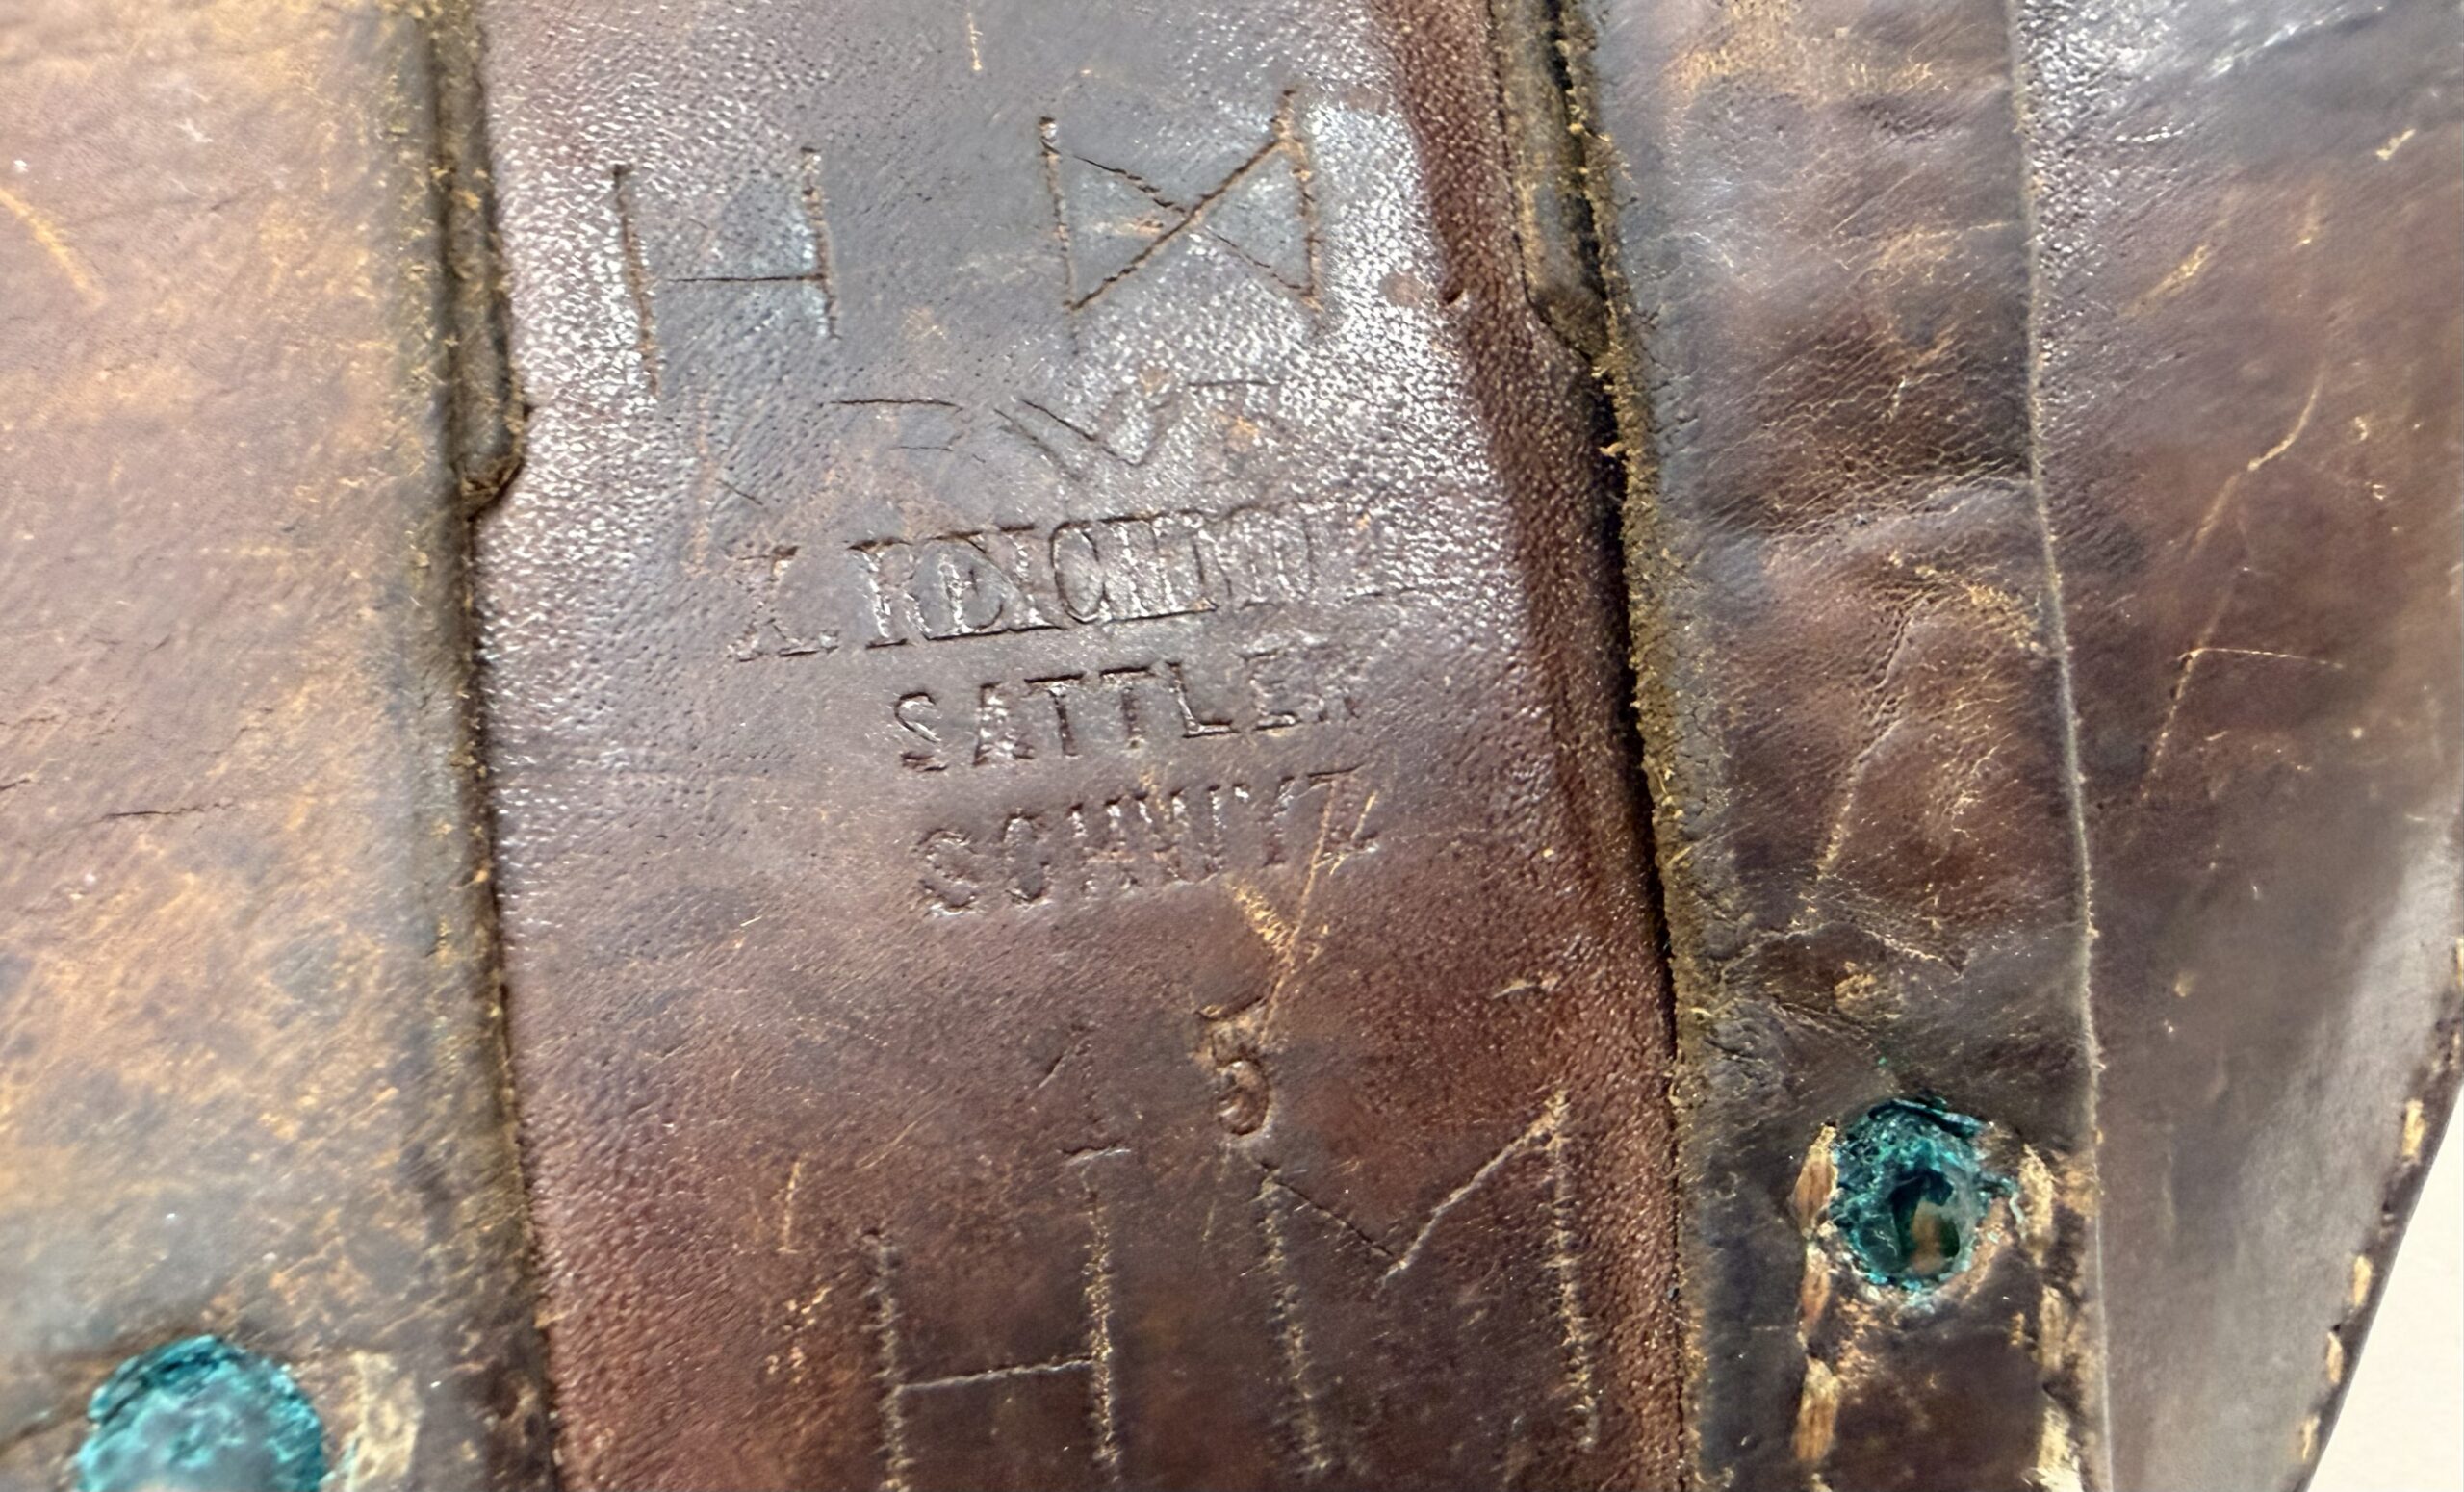 H M
SATTLER
SCHWYZ
5
H M